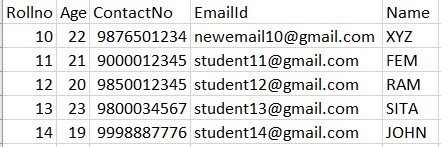 Rollno Age ContactNo EmailId Name
10 22 9876501234 newemail10@gmail.com XYZ
11 21 9000012345 student11@gmail.com FEM
12 20 9850012345 student12@gmail.com RAM
13 23 9800034567 student13@gmail.com SITA
14 19 9998887776 student14@gmail.com JOHN